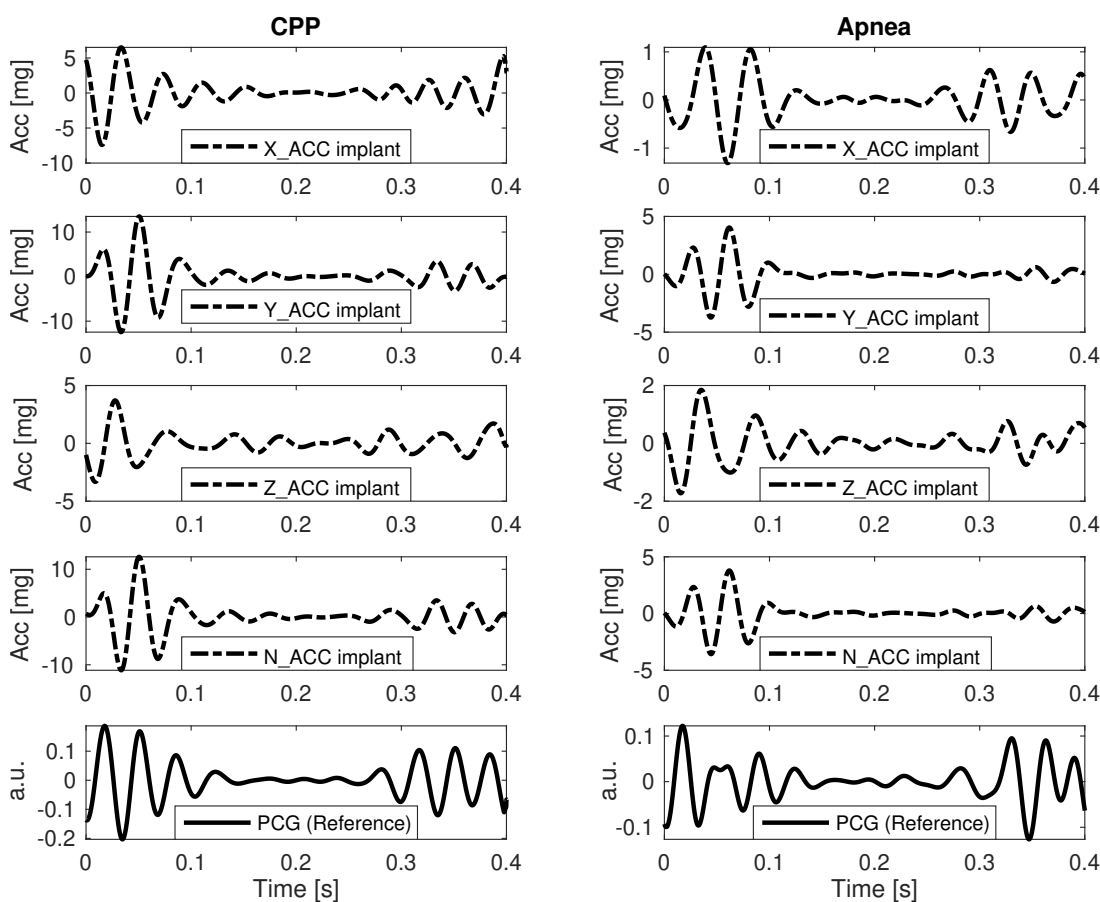 CPP
Acc [mg]
5
0
-5
-10
X_ACC implant
0 0.1 0.2 0.3 0.4
Acc [mg]
10
0
-10
Y_ACC implant
0 0.1 0.2 0.3 0.4
Acc [mg]
5
0
-5
Z_ACC implant
0 0.1 0.2 0.3 0.4
Acc [mg]
10
0
-10
N_ACC implant
0 0.1 0.2 0.3 0.4
a.u.
0.1
0
-0.1
-0.2
PCG (Reference)
0 0.1 0.2 0.3 0.4
Time [s]
Apnea
Acc [mg]
1
0
-1
X_ACC implant
0 0.1 0.2 0.3 0.4
Acc [mg]
5
0
-5
Y_ACC implant
0 0.1 0.2 0.3 0.4
Acc [mg]
2
0
-2
Z_ACC implant
0 0.1 0.2 0.3 0.4
Acc [mg]
5
0
-5
N_ACC implant
0 0.1 0.2 0.3 0.4
a.u.
0.1
0
-0.1
PCG (Reference)
0 0.1 0.2 0.3 0.4
Time [s]